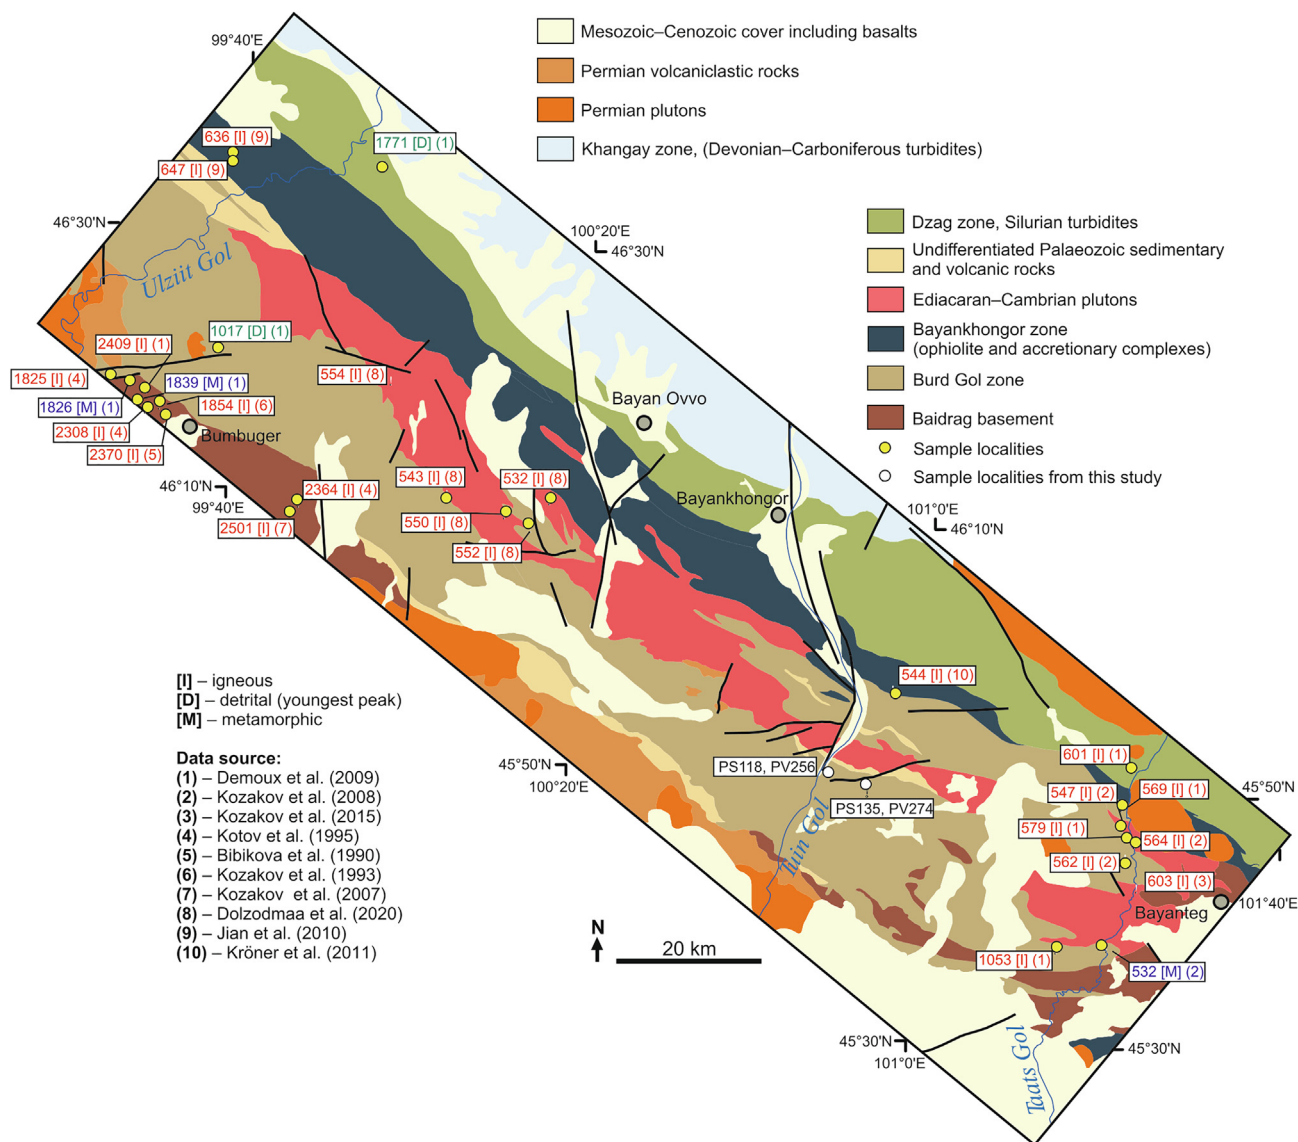 Mesozoic–Cenozoic cover including basalts
Permian volcaniclastic rocks
Permian plutons
Khangay zone, (Devonian–Carboniferous turbidites)
Dzag zone, Silurian turbidites
Undifferentiated Palaeozoic sedimentary
and volcanic rocks
Ediacaran–Cambrian plutons
Bayankhongor zone
(ophiolite and accretionary complexes)
Burd Gol zone
Baidrag basement
Sample localities
Sample localities from this study
99°40'E
636 [I] (9)
1771 [D] (1)
647 [I] (9)
46°30'N
100°20'E
46°30'N
Ulziit Gol
1017 [D] (1)
2409 [I] (1)
1825 [I] (4)
1839 [M] (1)
554 [I] (8)
1826 [M] (1)
1854 [I] (6)
2308 [I] (4)
2370 [I] (5)
Bumbuger
Bayan Ovvo
46°10'N
99°40'E
2364 [I] (4)
2501 [I] (7)
543 [I] (8)
532 [I] (8)
550 [I] (8)
552 [I] (8)
Bayankhongor
101°0'E
46°10'N
544 [I] (10)
[I] – igneous
[D] – detrital (youngest peak)
[M] – metamorphic
Data source:
(1) – Demoux et al. (2009)
(2) – Kozakov et al. (2008)
(3) – Kozakov et al. (2015)
(4) – Kotov et al. (1995)
(5) – Bibikova et al. (1990)
(6) – Kozakov et al. (1993)
(7) – Kozakov et al. (2007)
(8) – Dolzodmaa et al. (2020)
(9) – Jian et al. (2010)
(10) – Kröner et al. (2011)
45°50'N
100°20'E
PS118, PV256
PS135, PV274
Tuin Gol
601 [I] (1)
547 [I] (2)
569 [I] (1)
45°50'N
579 [I] (1)
564 [I] (2)
562 [I] (2)
603 [I] (3)
Bayanteg
101°40'E
N
20 km
1053 [I] (1)
532 [M] (2)
45°30'N
101°0'E
45°30'N
Taats Gol